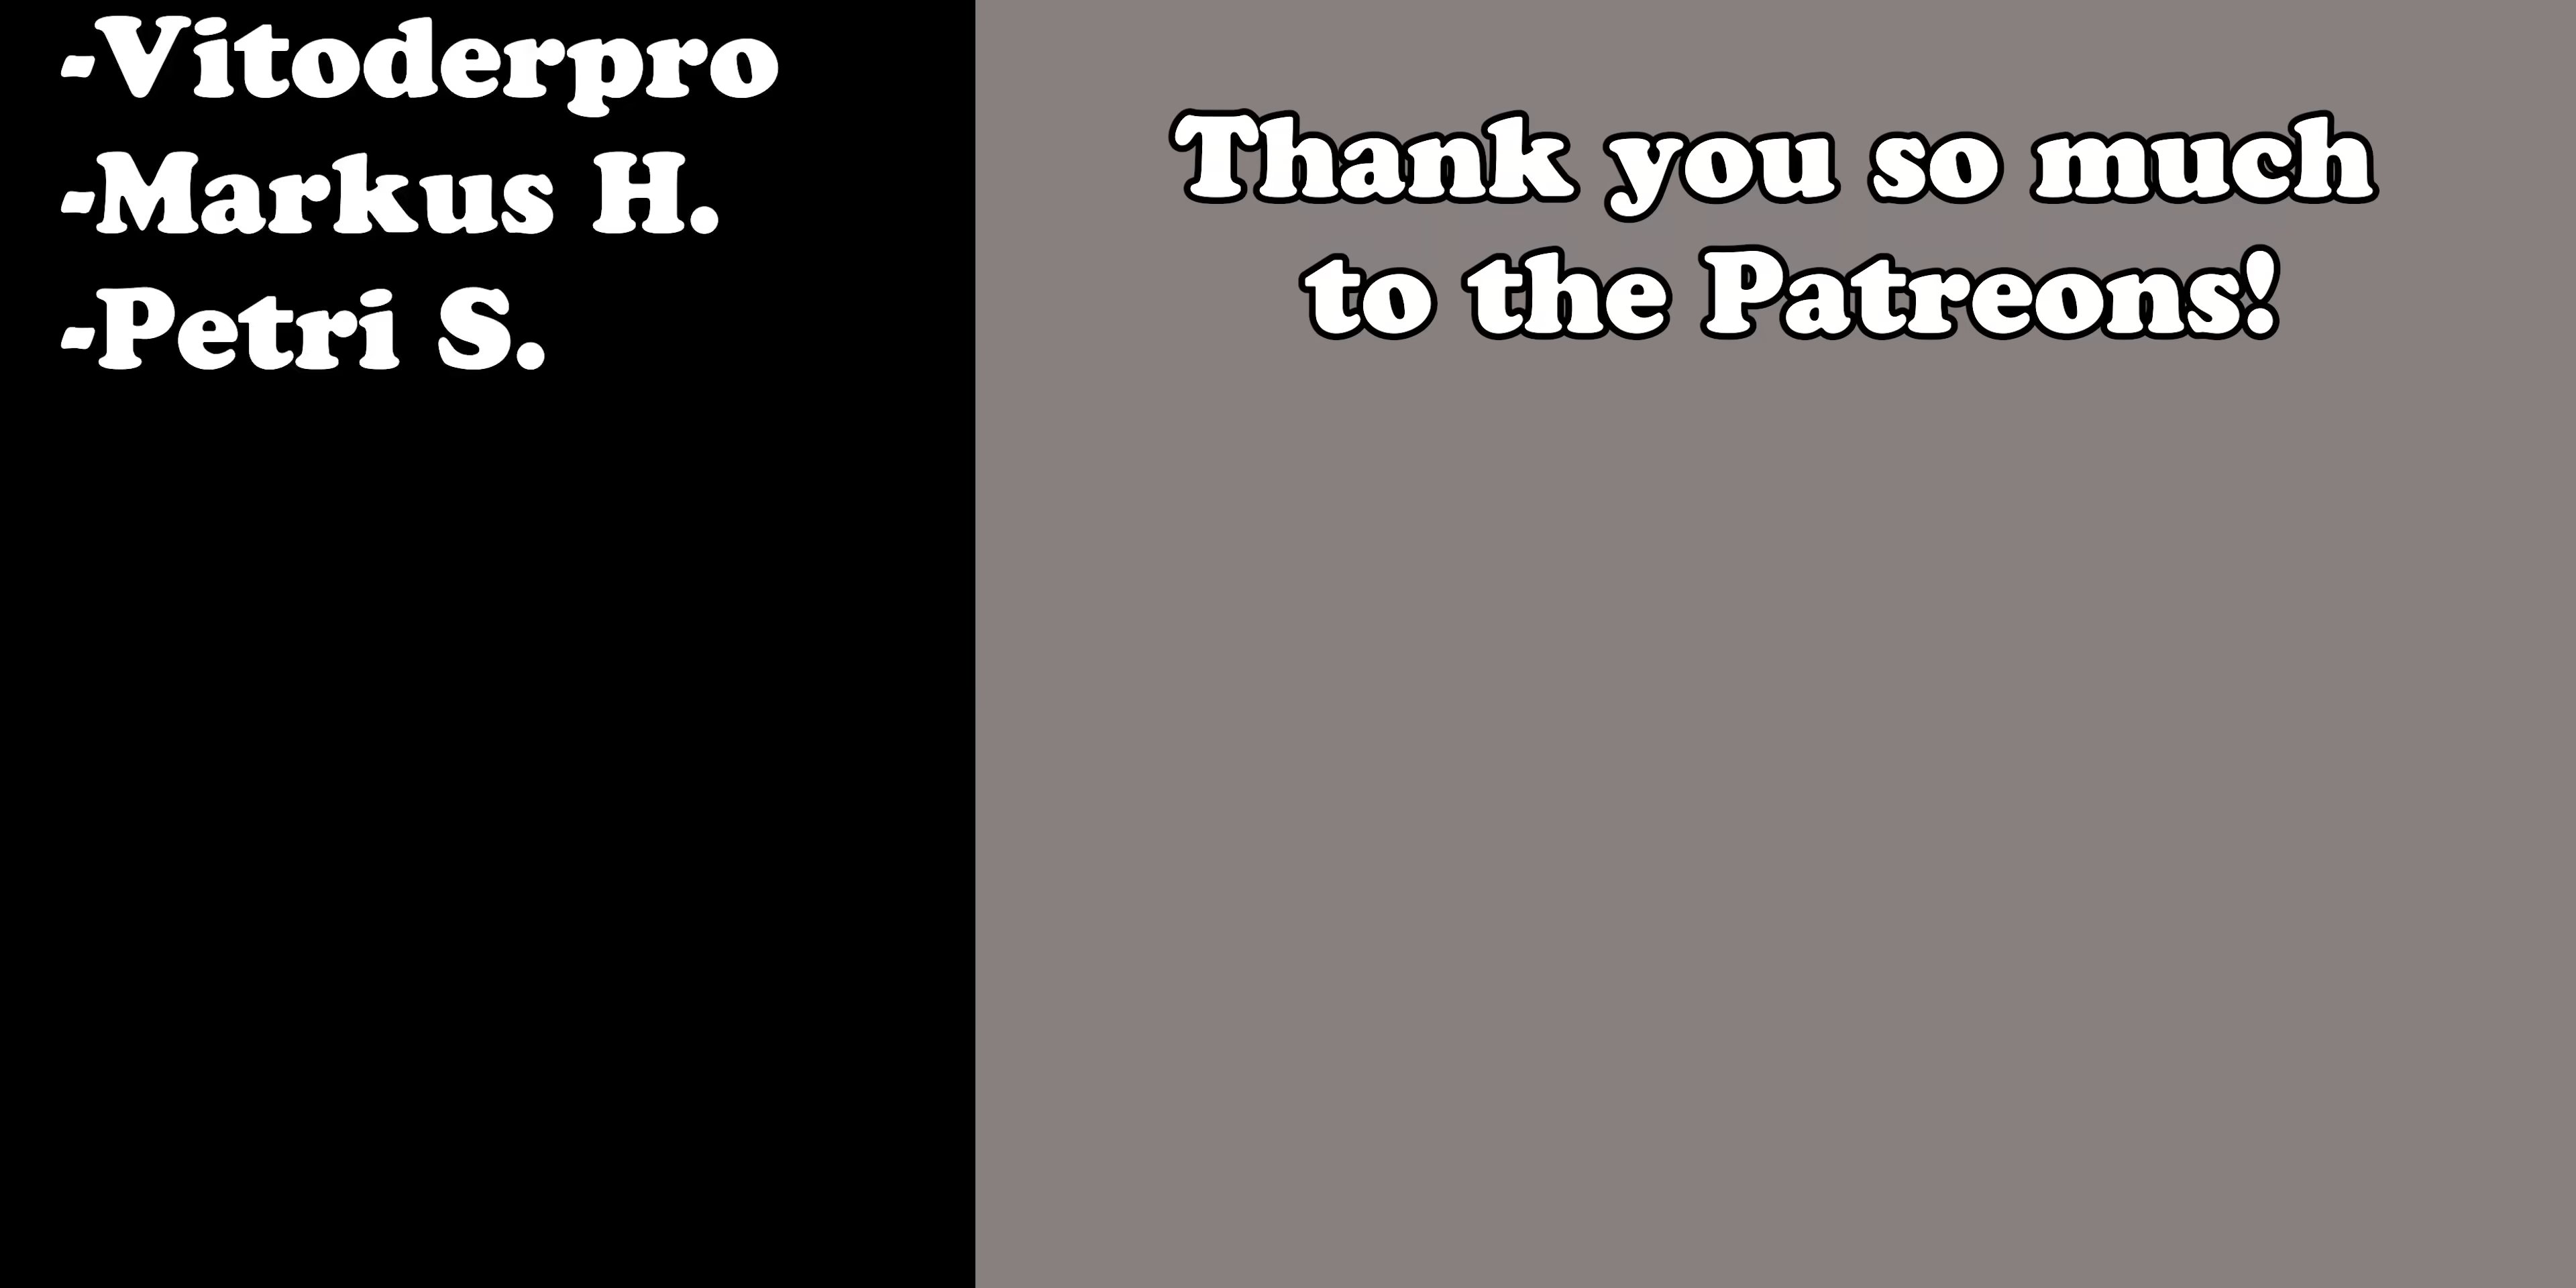 -Vitoderpro
-Markus H.
-Petri S.
Thank you so much
to the Patreons!